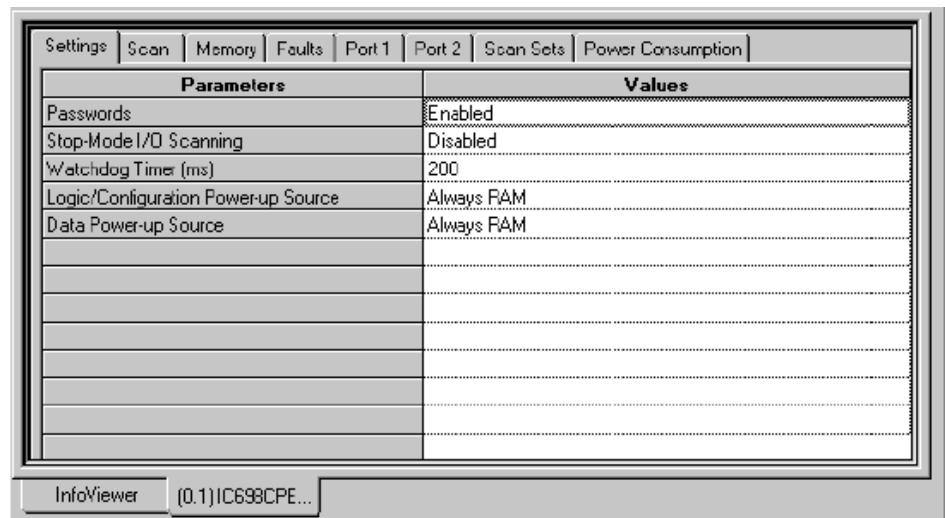 Settings Scan Memory Faults Port 1 Port 2 Scan Sets Power Consumption
Parameters Values
Passwords Enabled
Stop-Mode I/O Scanning Disabled
Watchdog Timer (ms) 200
Logic/Configuration Power-up Source Always RAM
Data Power-up Source Always RAM
InfoViewer (0.1) IC698CPE...